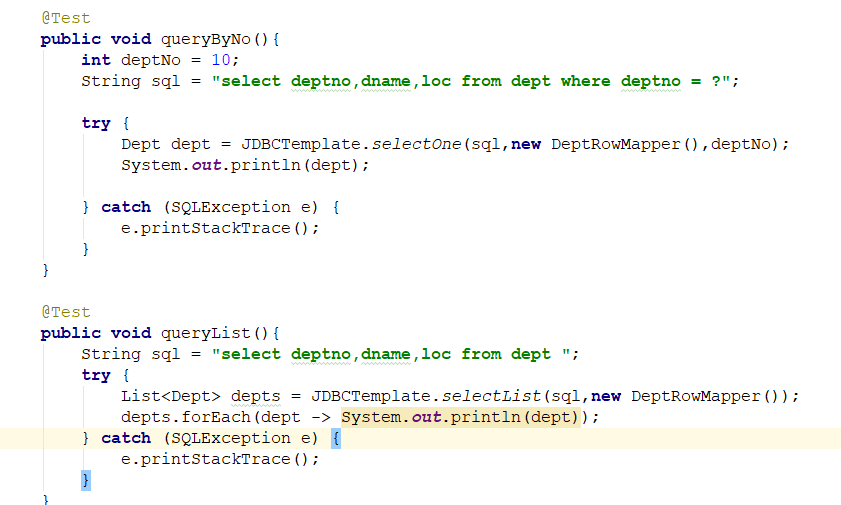 @Test
public void queryByNo(){
    int deptNo = 10;
    String sql = "select deptno,dname,loc from dept where deptno = ?";

    try {
        Dept dept = JDBCTemplate.selectOne(sql,new DeptRowMapper(),deptNo);
        System.out.println(dept);

    } catch (SQLException e) {
        e.printStackTrace();
    }
}

@Test
public void queryList(){
    String sql = "select deptno,dname,loc from dept ";
    try {
        List<Dept> depts = JDBCTemplate.selectList(sql,new DeptRowMapper());
        depts.forEach(dept -> System.out.println(dept));
    } catch (SQLException e) {
        e.printStackTrace();
    }
}